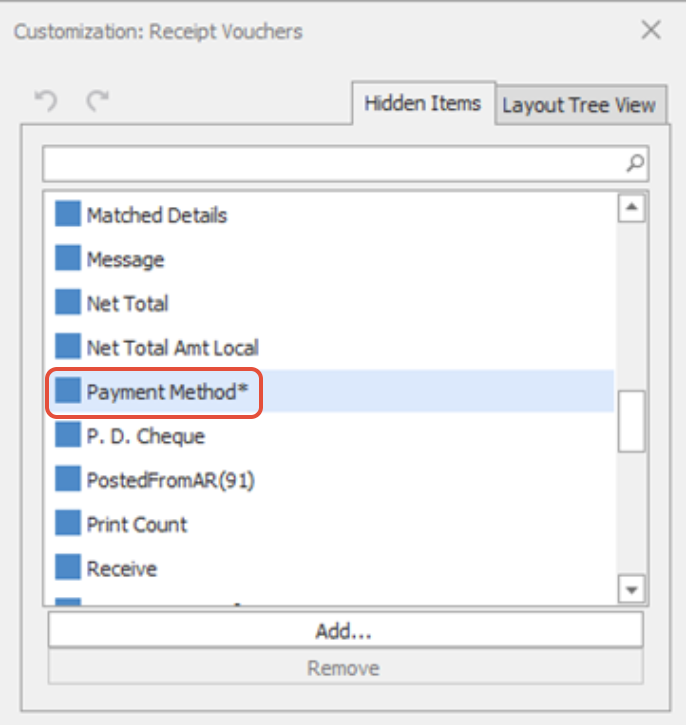 Customization: Receipt Vouchers
Hidden Items
Layout Tree View
Matched Details
Message
Net Total
Net Total Amt Local
Payment Method*
P. D. Cheque
PostedFromAR(91)
Print Count
Receive
Add...
Remove